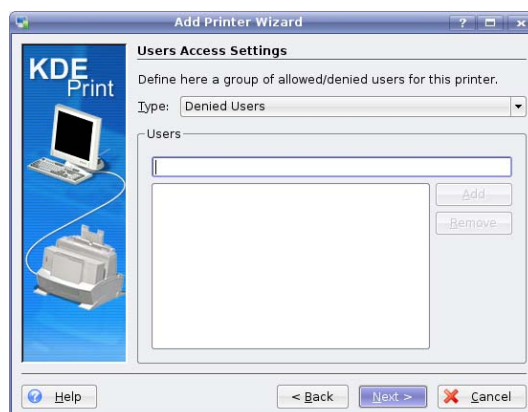 Add Printer Wizard
?
KDE
Print
Users Access Settings
Define here a group of allowed/denied users for this printer.
Type: Denied Users
Users
Add
Remove
Help
< Back
Next >
Cancel